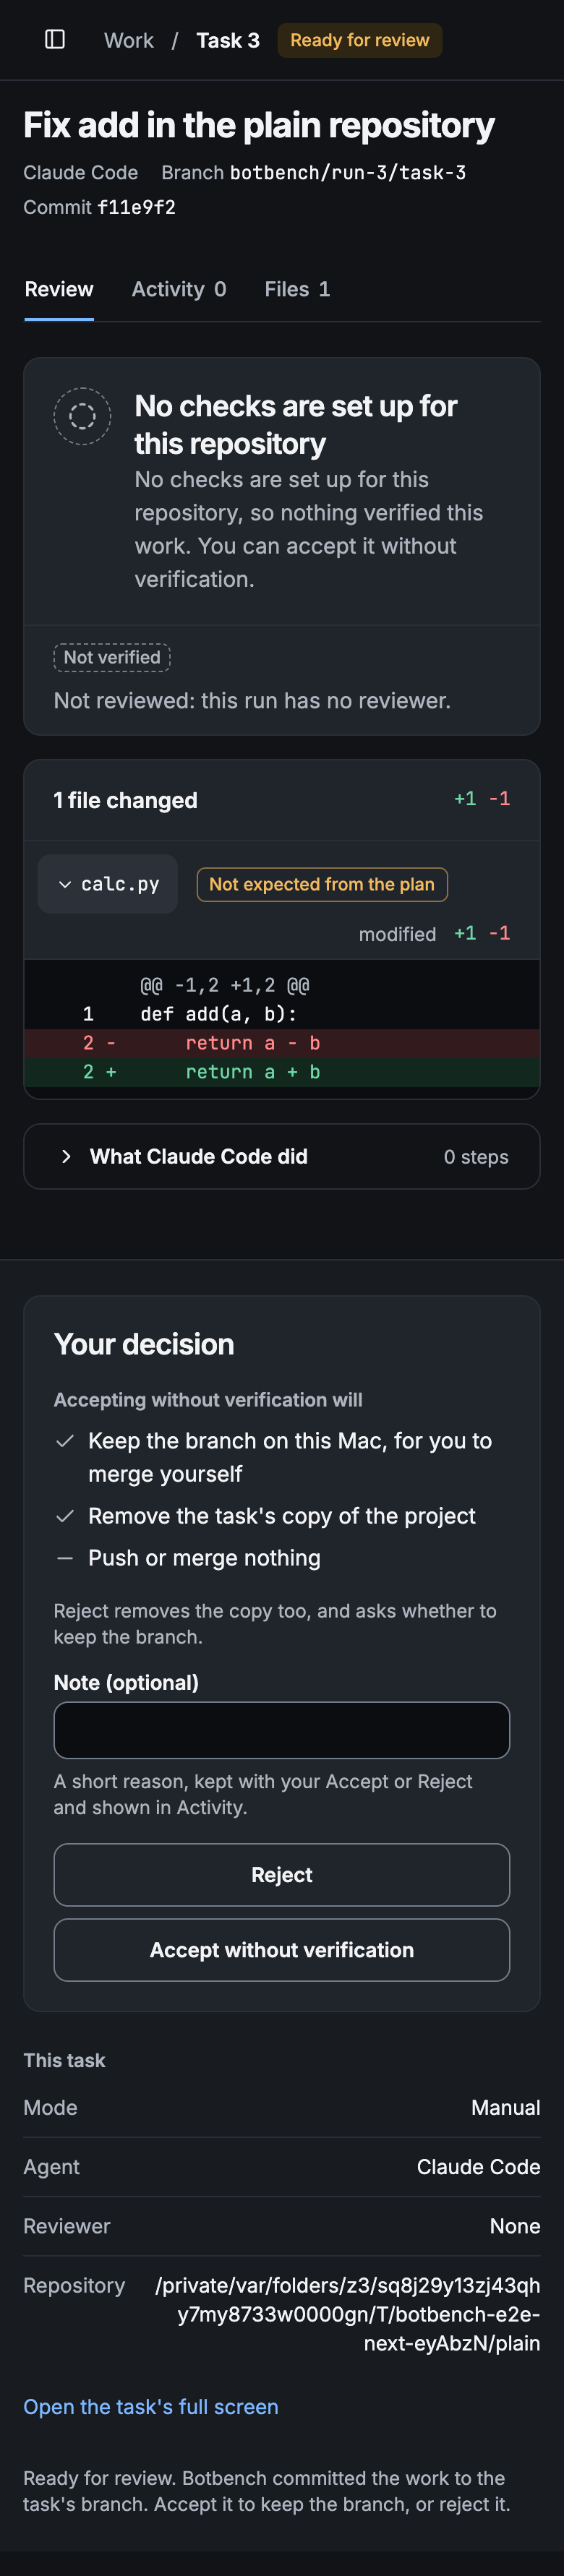 Work / Task 3 Ready for review
Fix add in the plain repository
Claude Code Branch botbench/run-3/task-3
Commit f11e9f2
Review Activity 0 Files 1
No checks are set up for
this repository
No checks are set up for this
repository, so nothing verified this
work. You can accept it without
verification.
Not verified
Not reviewed: this run has no reviewer.
1 file changed +1 -1
calc.py Not expected from the plan
modified +1 -1
@@ -1,2 +1,2 @@
1 def add(a, b):
2 - return a - b
2 + return a + b
What Claude Code did 0 steps
Your decision
Accepting without verification will
Keep the branch on this Mac, for you to
merge yourself
Remove the task's copy of the project
Push or merge nothing
Reject removes the copy too, and asks whether to
keep the branch.
Note (optional)
A short reason, kept with your Accept or Reject
and shown in Activity.
Reject
Accept without verification
This task
Mode Manual
Agent Claude Code
Reviewer None
Repository /private/var/folders/z3/sq8j29y13zj43qh
y7my8733w0000gn/T/botbench-e2e-
next-eyAbzN/plain
Open the task's full screen
Ready for review. Botbench committed the work to the
task's branch. Accept it to keep the branch, or reject it.